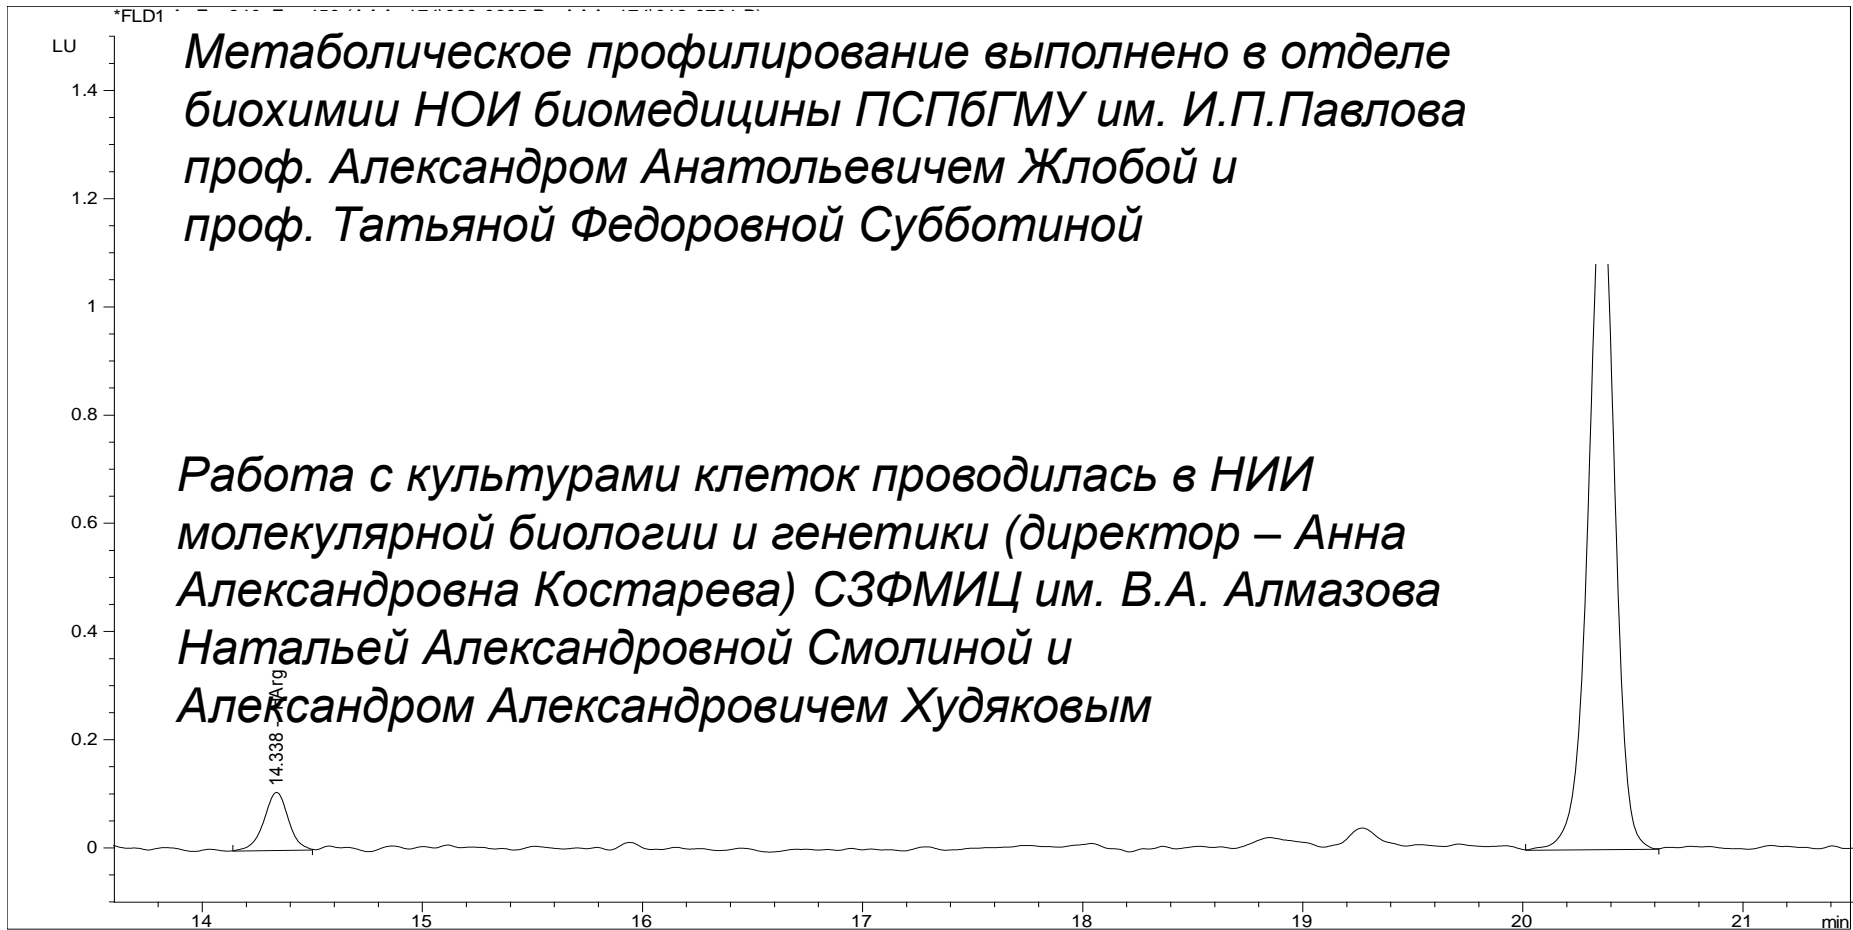 *FLD1
LU
Метаболическое профилирование выполнено в отделе
биохимии НОИ биомедицины ПСПбГМУ им. И.П.Павлова
проф. Александром Анатольевичем Жлобой и
проф. Татьяной Федоровной Субботиной
1.4
1.2
1
0.8
0.6
0.4
0.2
0
Работа с культурами клеток проводилась в НИИ
молекулярной биологии и генетики (директор – Анна
Александровна Костарева) СЗФМИЦ им. В.А. Алмазова
Натальей Александровной Смолиной и
Александром Александровичем Худяковым
14.338
14 15 16 17 18 19 20 21 min